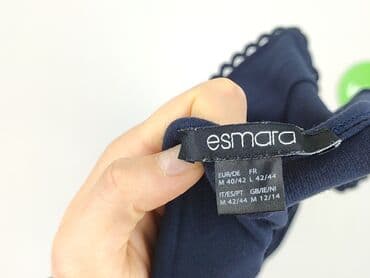 esmara
EUR/DE FR
M 40/42 L 42/44
IT/ES/PT GB/IE/NI
M 42/44 M 12/14